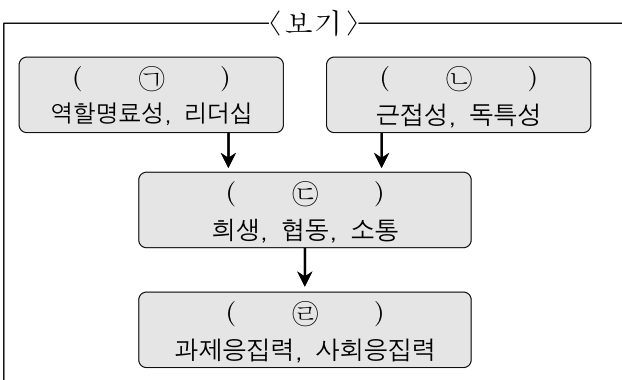 〈보기〉
( ㉠ ) ( ㉡ )
역할명료성, 리더십 근접성, 독특성
( ㉢ )
희생, 협동, 소통
( ㉣ )
과제응집력, 사회응집력